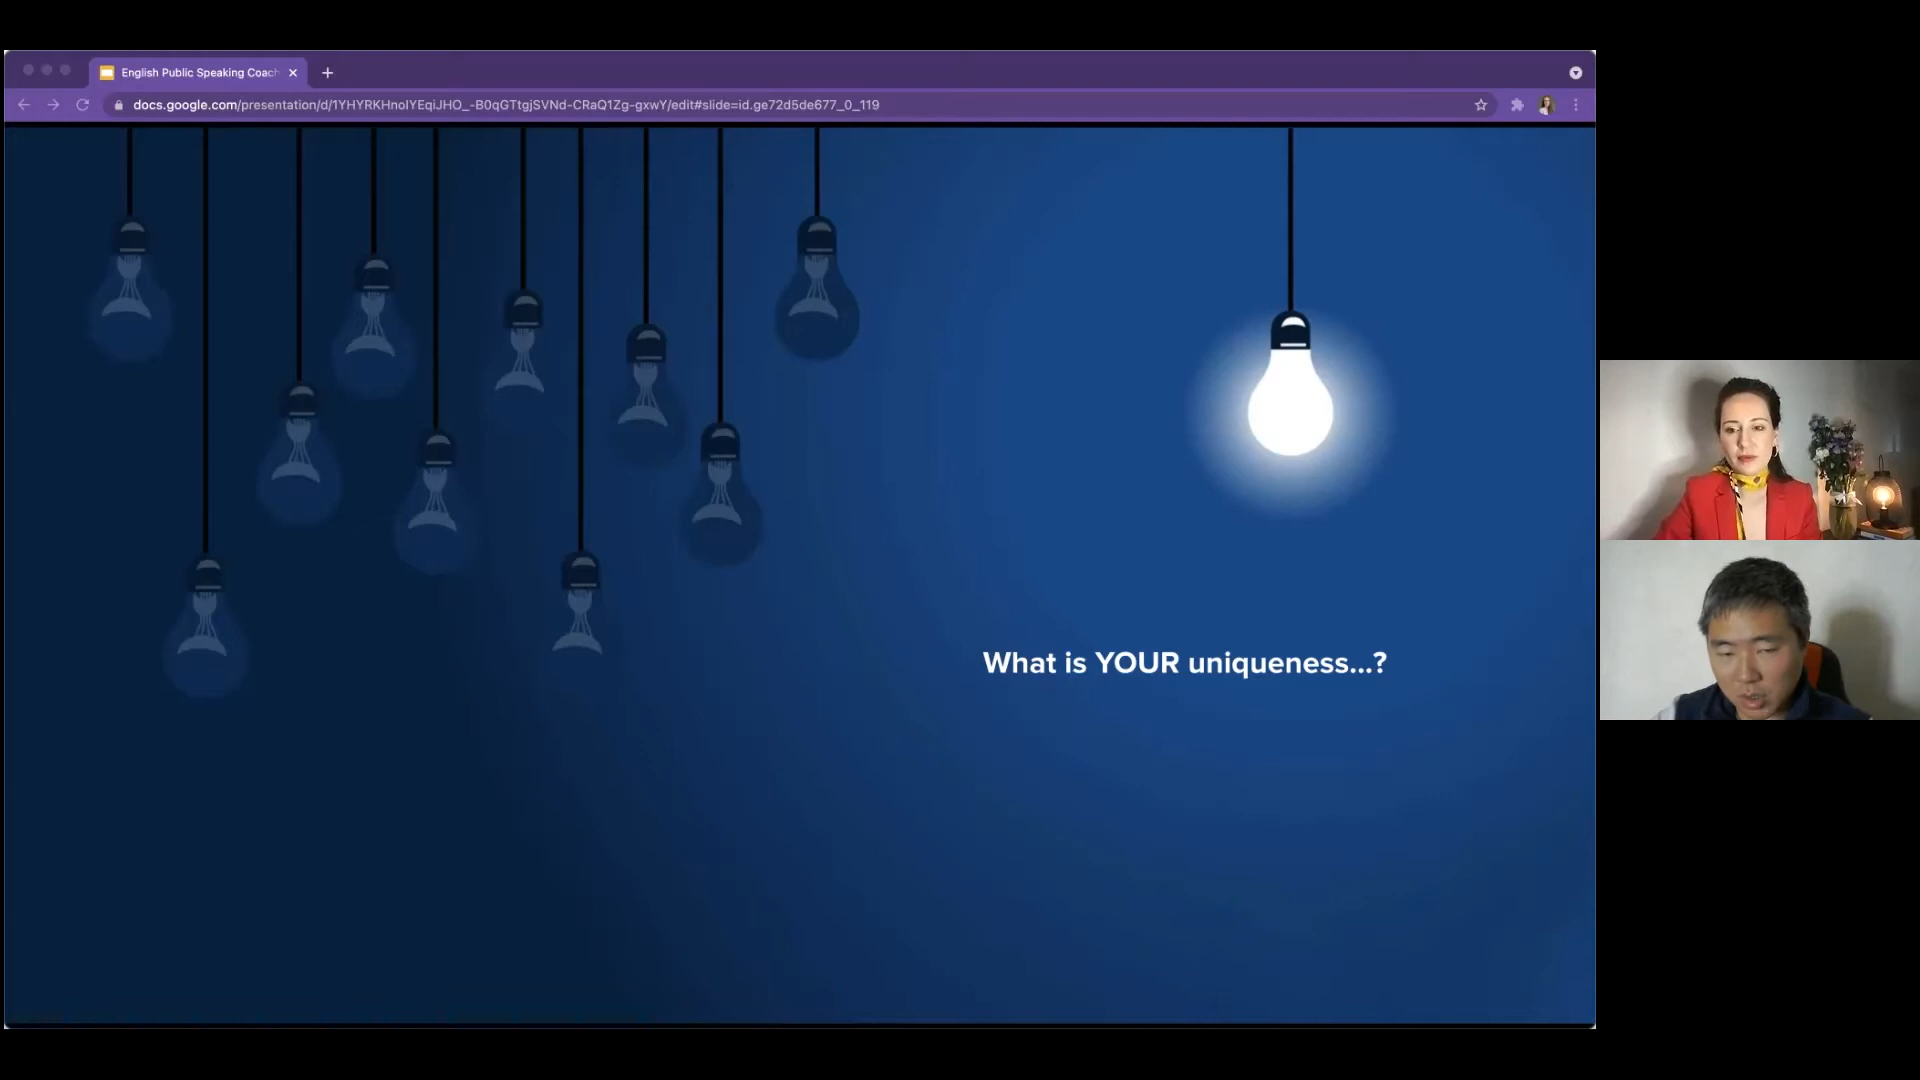 English Public Speaking Coach
docs.google.com/presentation/d/1YHYRKHnoIYEqiJHO_-B0qGTtgjSVNd-CRaQ1Zg-gxwY/edit#slide=id.ge72d5de677_0_119
What is YOUR uniqueness...?